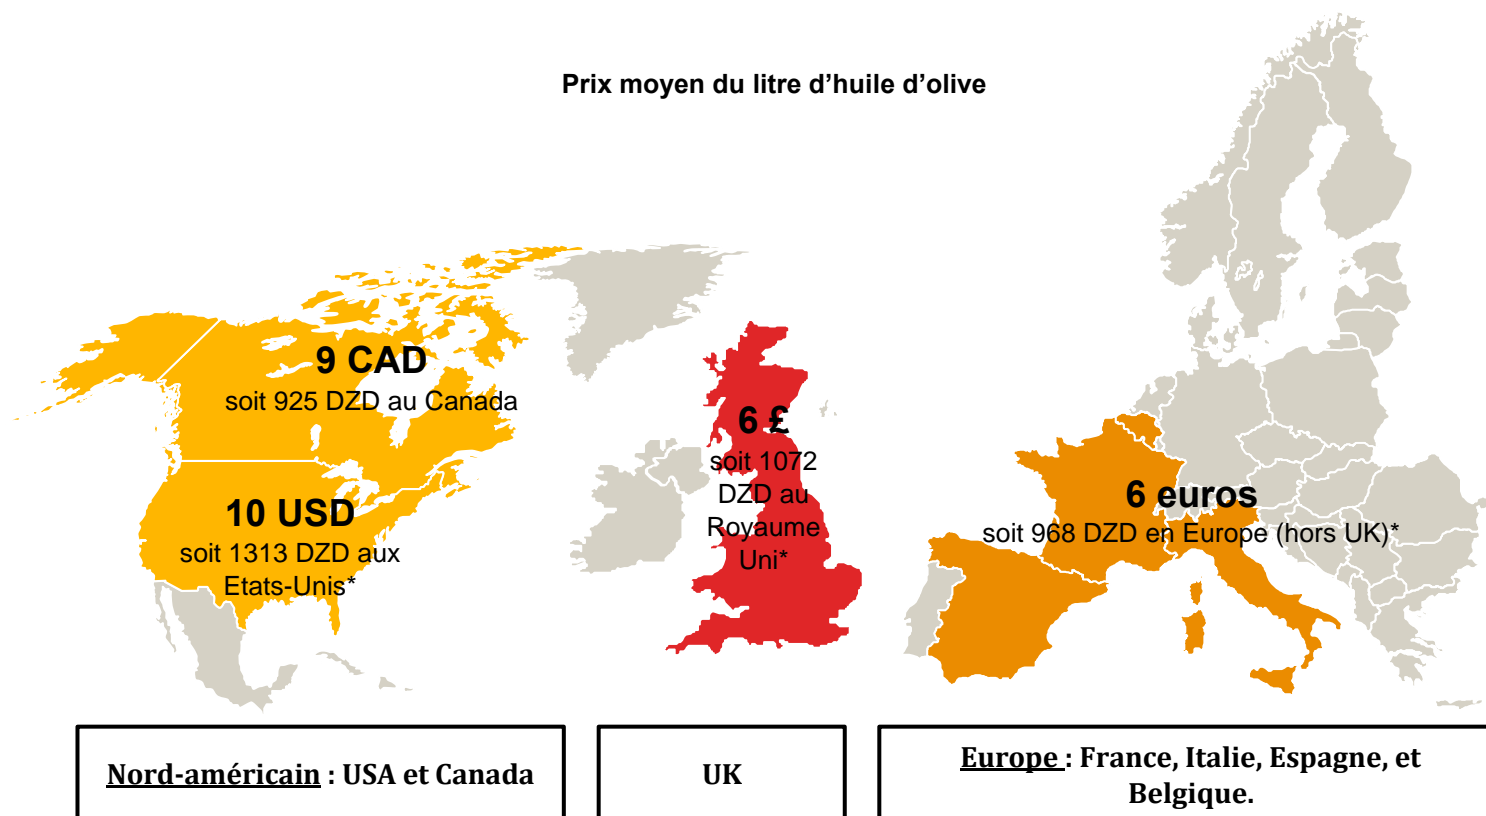 Prix moyen du litre d’huile d’olive
9 CAD
soit 925 DZD au Canada
10 USD
soit 1313 DZD aux
Etats-Unis*
6 £
soit 1072
DZD au
Royaume
Uni*
6 euros
soit 968 DZD en Europe (hors UK)*
Nord-américain : USA et Canada
UK
Europe : France, Italie, Espagne, et
Belgique.